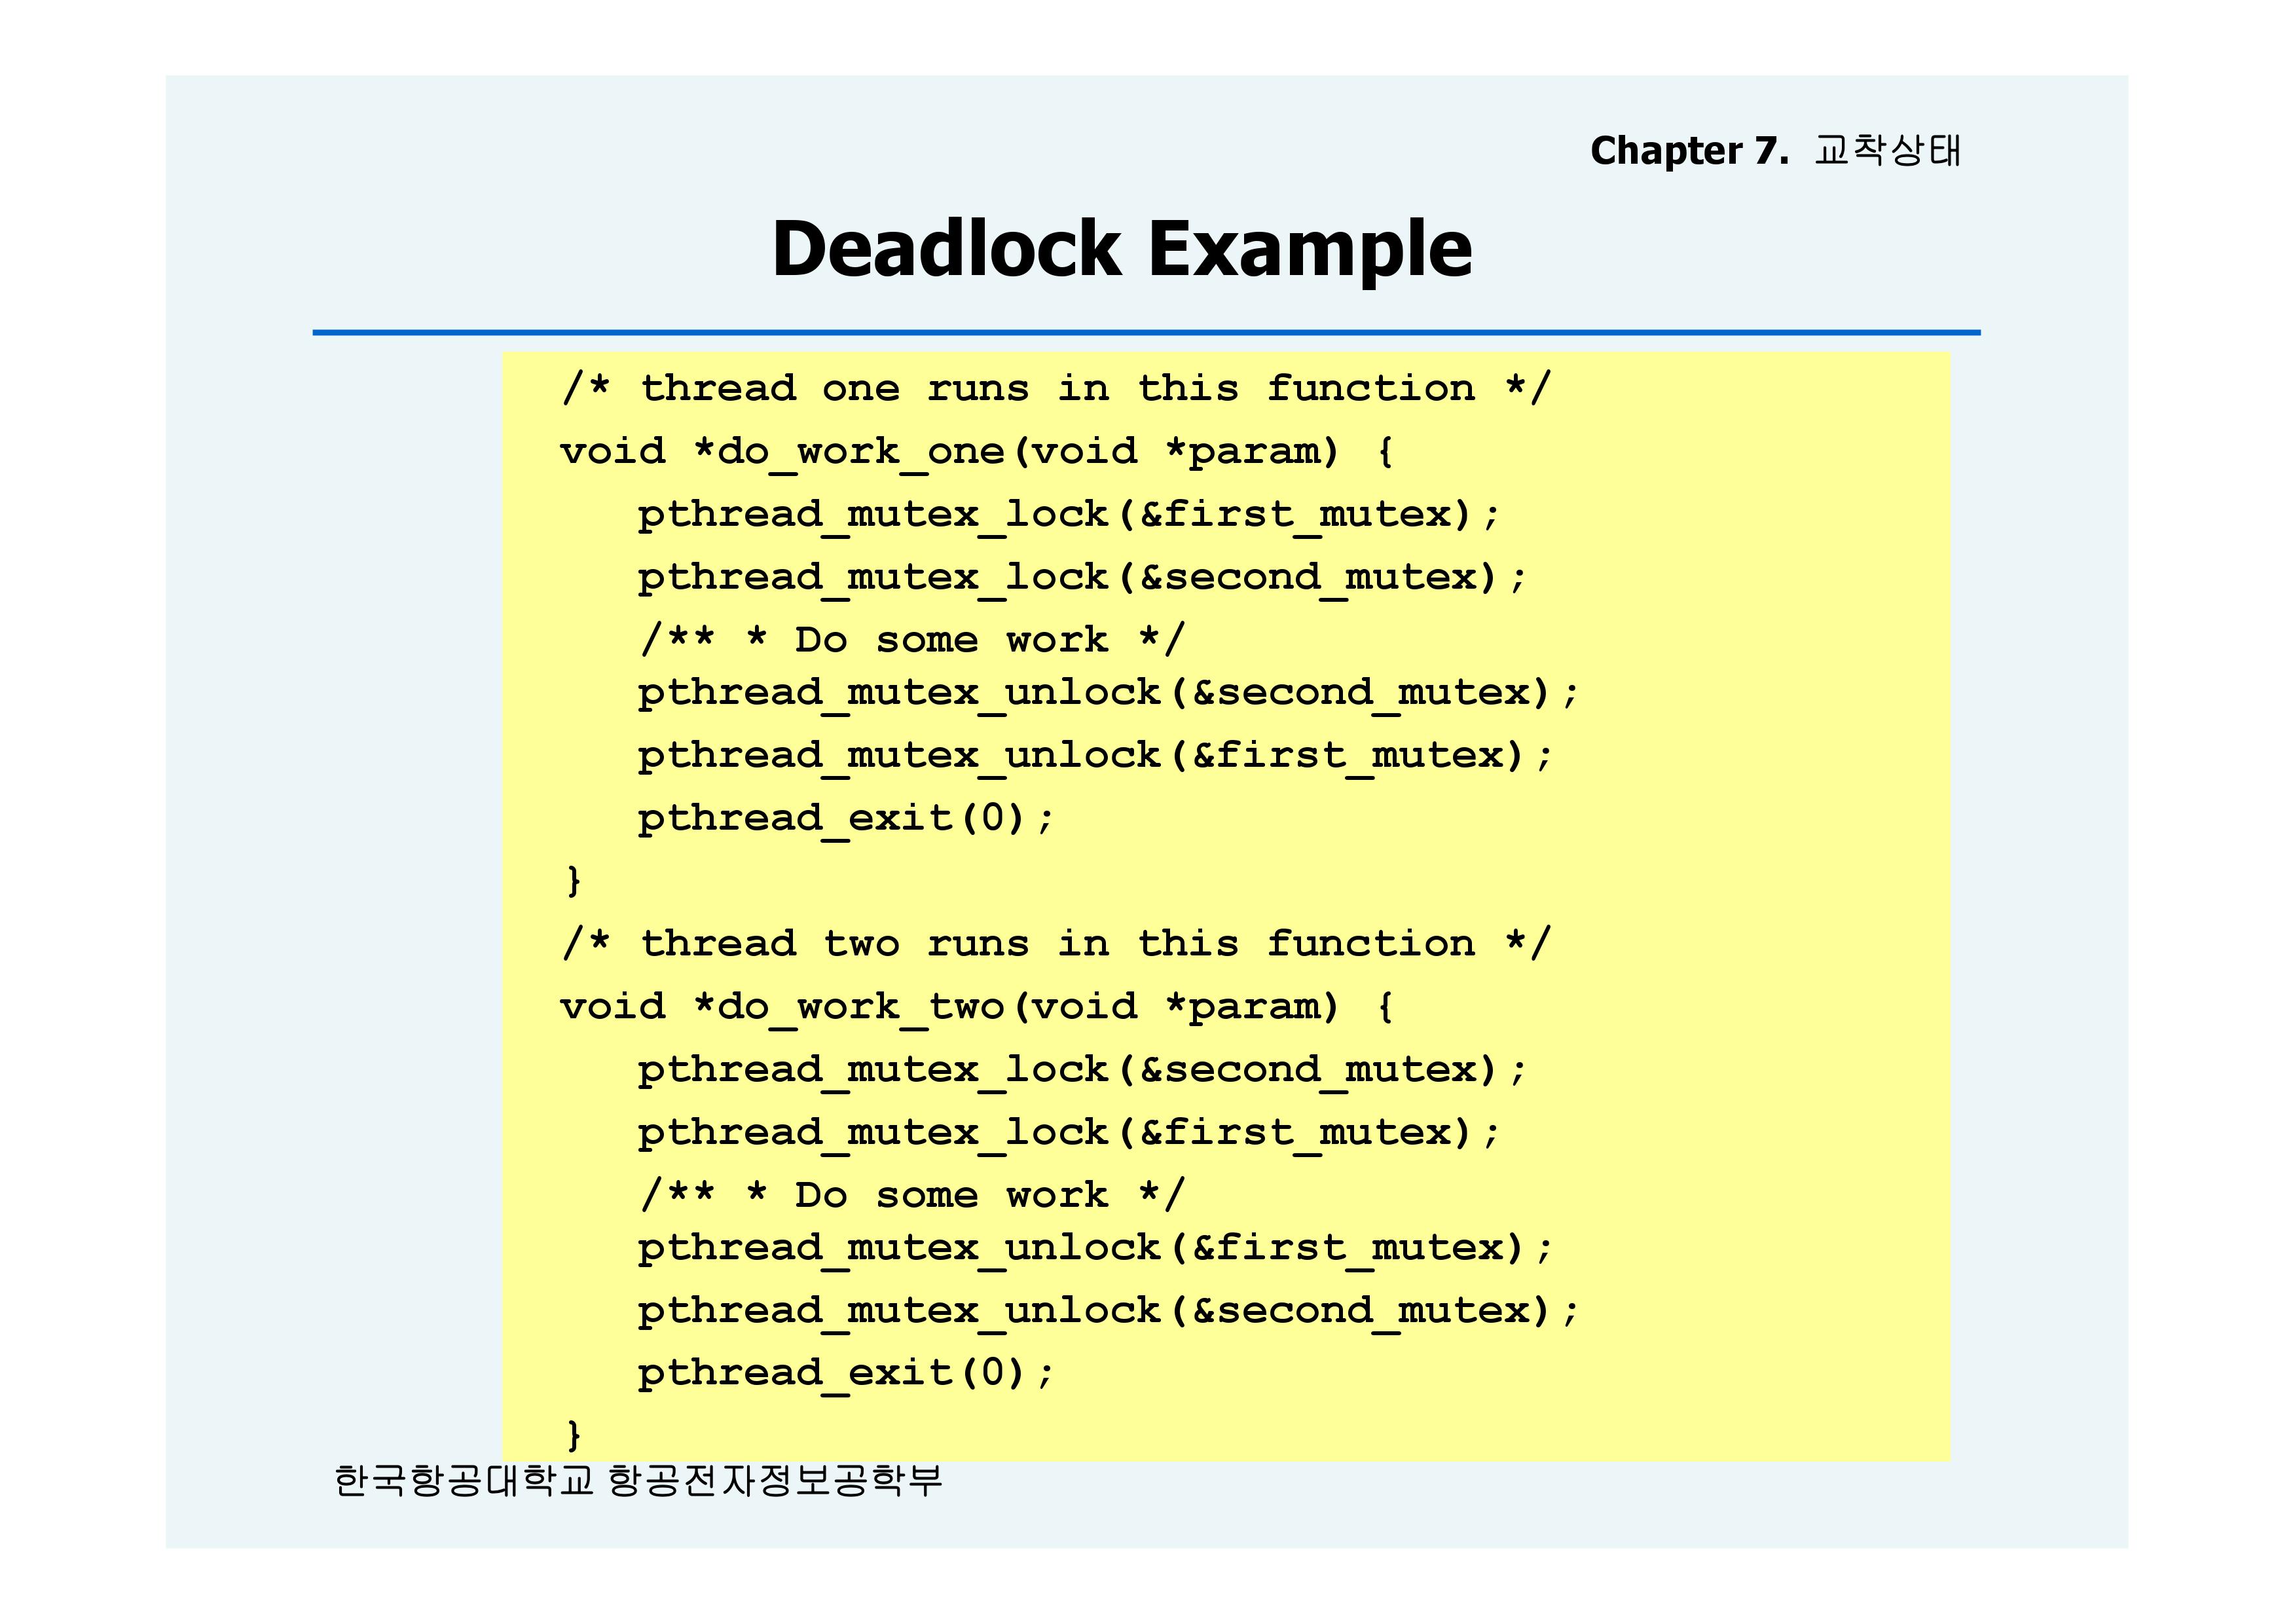 Chapter 7. 교착상태
Deadlock Example
/* thread one runs in this function */
void *do_work_one(void *param) {
pthread_mutex_lock(&first_mutex);
pthread_mutex_lock(&second_mutex);
/** * Do some work */
pthread_mutex_unlock(&second_mutex);
pthread_mutex_unlock(&first_mutex);
pthread_exit(0);
}
/* thread two runs in this function */
void *do_work_two(void *param) {
pthread_mutex_lock(&second_mutex);
pthread_mutex_lock(&first_mutex);
/** * Do some work */
pthread_mutex_unlock(&first_mutex);
pthread_mutex_unlock(&second_mutex);
pthread_exit(0);
}
한국항공대학교 항공전자정보공학부